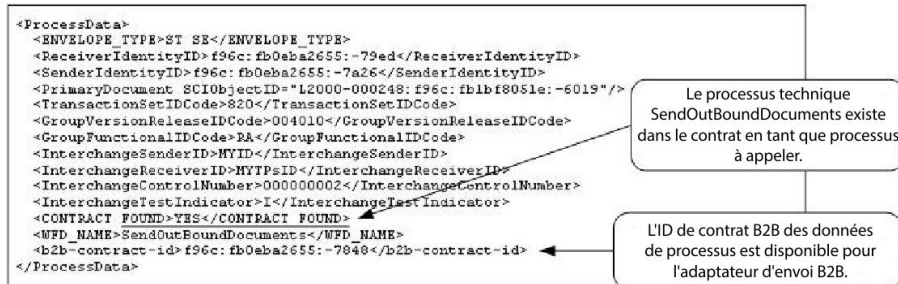 <ProcessData>
<ENVELOPE_TYPE>ST SE</ENVELOPE_TYPE>
<ReceiverIdentityID>f96c:fb0eba2655:-79ed</ReceiverIdentityID>
<SenderIdentityID>f96c:fb0eba2655:-7a26</SenderIdentityID>
<PrimaryDocument SCIObjectID="L2000-000248:f96c:fb1bf8051e:-6019"/>
<TransactionSetIDCode>820</TransactionSetIDCode>
<GroupVersionReleaseIDCode>004010</GroupVersionReleaseIDCode>
<GroupFunctionalIDCode>RA</GroupFunctionalIDCode>
<InterchangeSenderID>MYID</InterchangeSenderID>
<InterchangeReceiverID>MYTPsID</InterchangeReceiverID>
<InterchangeControlNumber>000000002</InterchangeControlNumber>
<InterchangeTestIndicator>I</InterchangeTestIndicator>
<CONTRACT_FOUND>YES</CONTRACT_FOUND>
<WFD_NAME>SendOutBoundDocuments</WFD_NAME>
<b2b-contract-id>f96c:fb0eba2655:-7848</b2b-contract-id>
</ProcessData>
Le processus technique
SendOutBoundDocuments existe
dans le contrat en tant que processus
à appeler.
L'ID de contrat B2B des données
de processus est disponible pour
l'adaptateur d'envoi B2B.